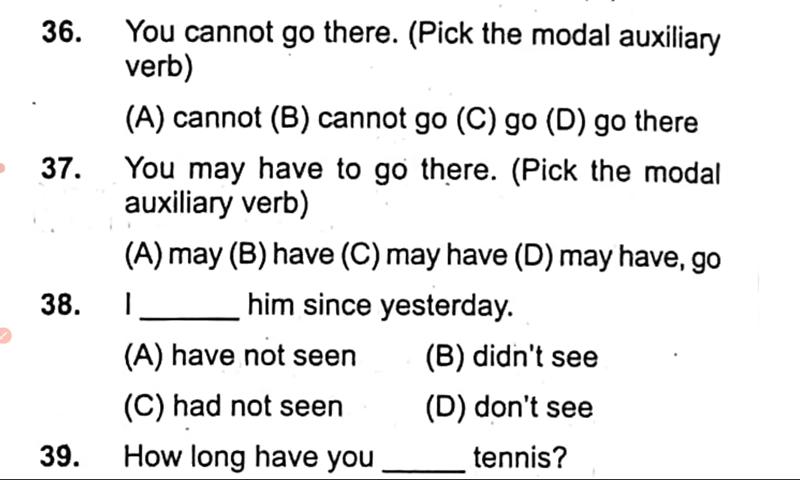 36. You cannot go there. (Pick the modal auxiliary
verb)
(A) cannot (B) cannot go (C) go (D) go there
37. You may have to go there. (Pick the modal
auxiliary verb)
(A) may (B) have (C) may have (D) may have, go
38. I ______ him since yesterday.
(A) have not seen (B) didn't see
(C) had not seen (D) don't see
39. How long have you _____ tennis?